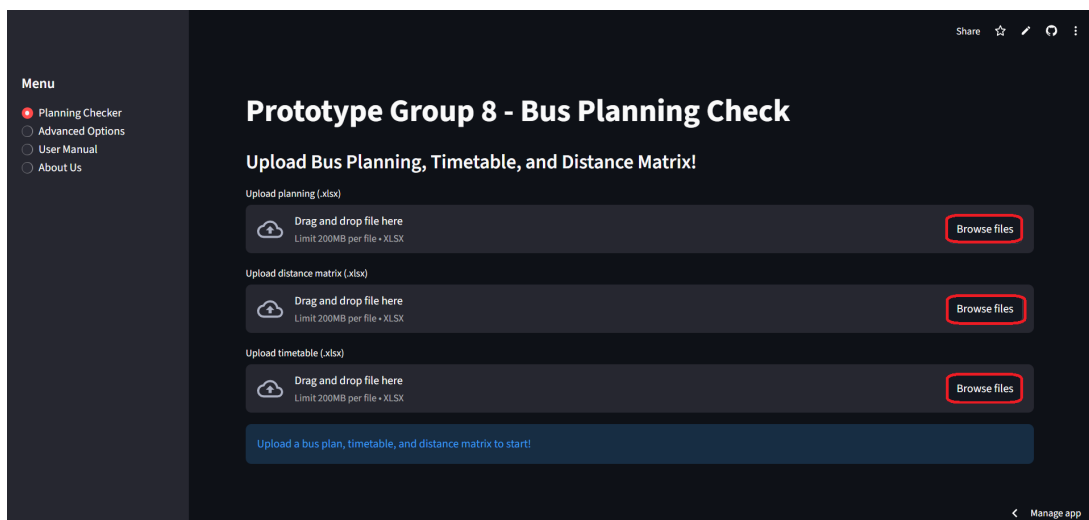 Share
Menu
Planning Checker
Advanced Options
User Manual
About Us
Prototype Group 8 - Bus Planning Check
Upload Bus Planning, Timetable, and Distance Matrix!
Upload planning (.xlsx)
Drag and drop file here
Limit 200MB per file • XLSX
Browse files
Upload distance matrix (.xlsx)
Drag and drop file here
Limit 200MB per file • XLSX
Browse files
Upload timetable (.xlsx)
Drag and drop file here
Limit 200MB per file • XLSX
Browse files
Upload a bus plan, timetable, and distance matrix to start!
Manage app